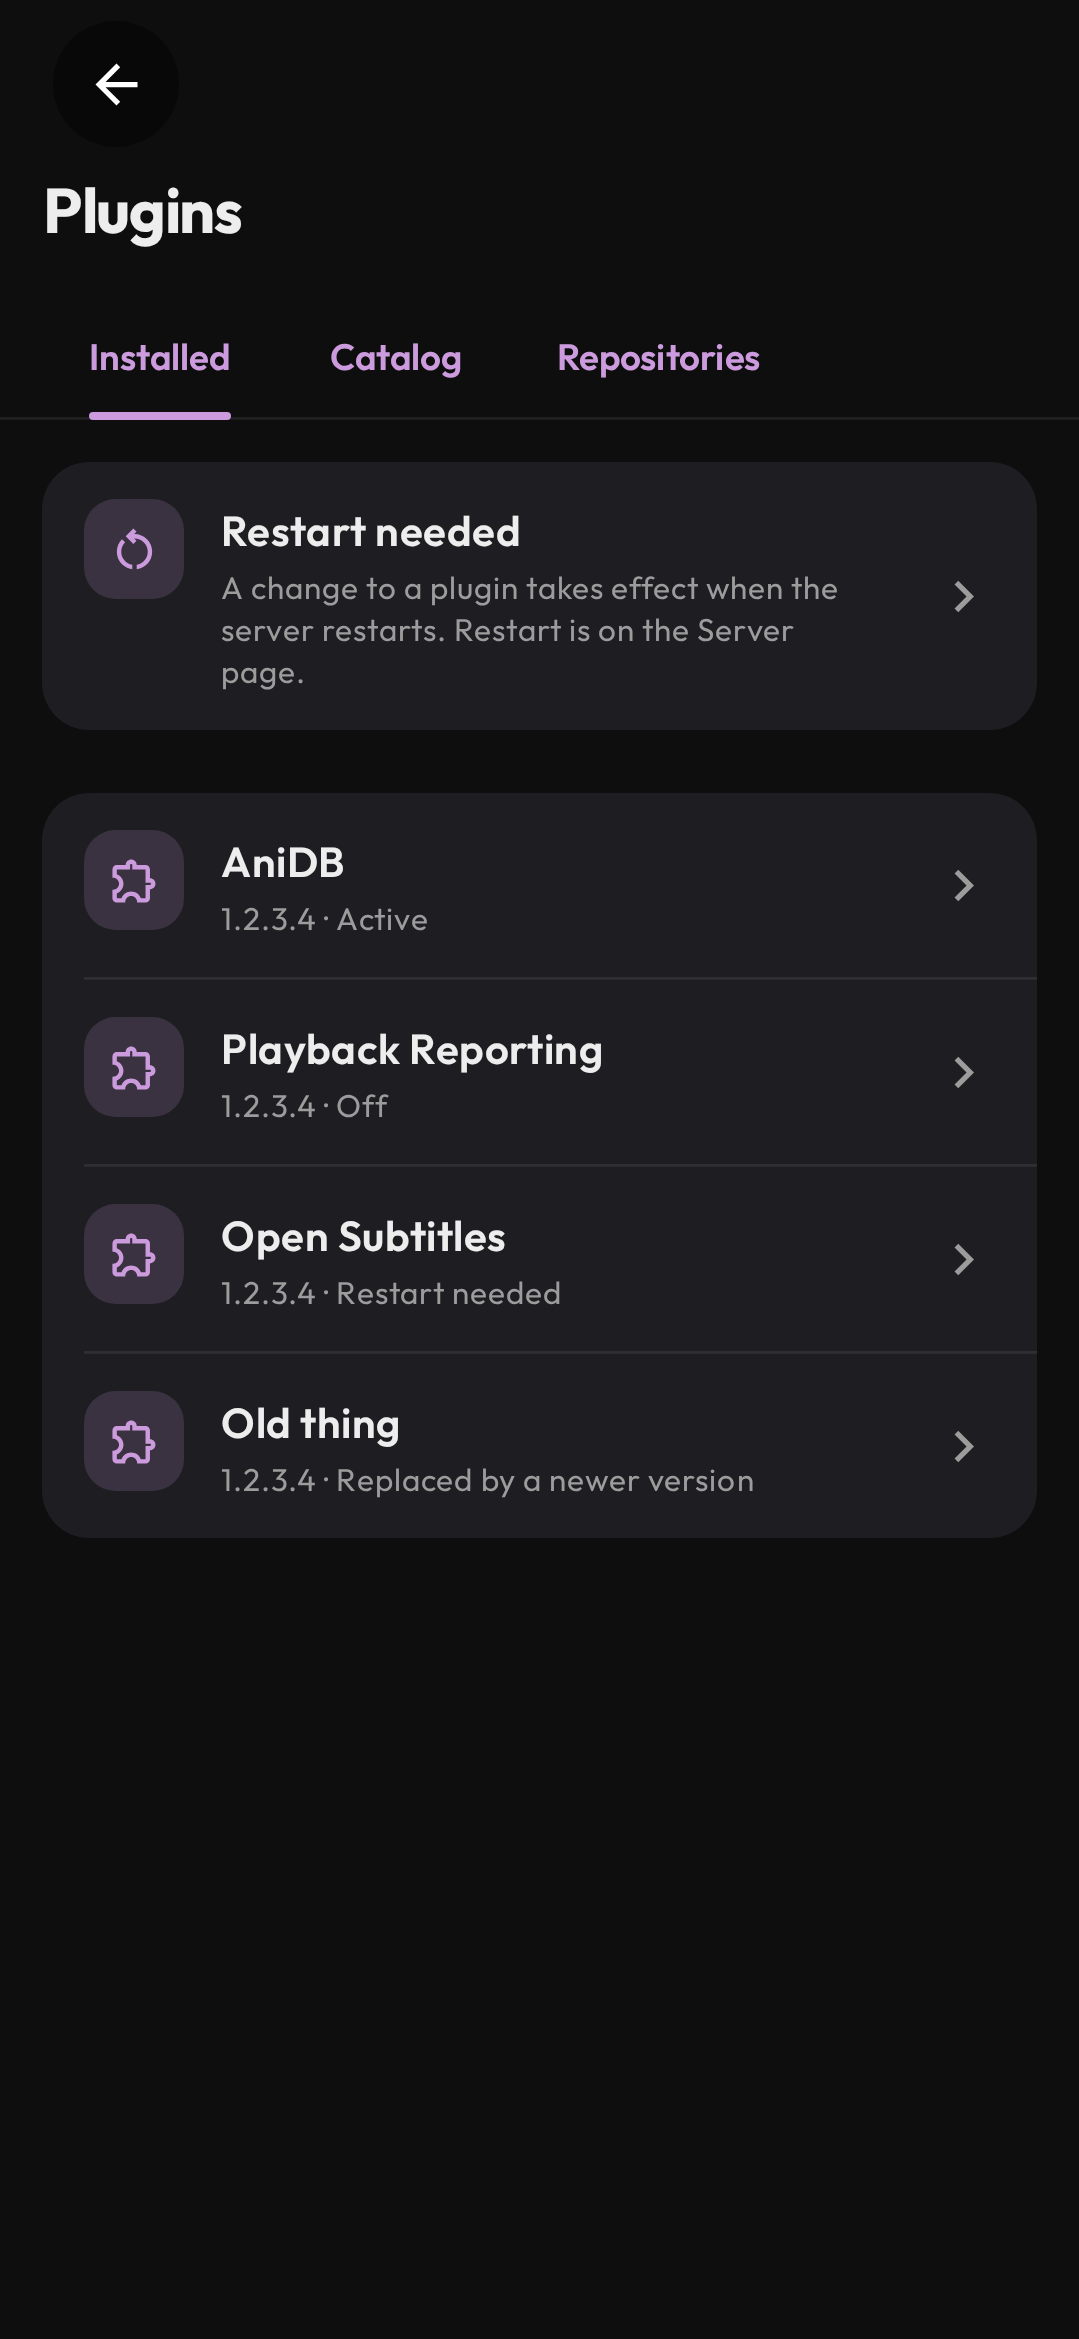 Plugins
Installed
Catalog
Repositories
Restart needed
A change to a plugin takes effect when the
server restarts. Restart is on the Server
page.
AniDB
1.2.3.4 · Active
Playback Reporting
1.2.3.4 · Off
Open Subtitles
1.2.3.4 · Restart needed
Old thing
1.2.3.4 · Replaced by a newer version